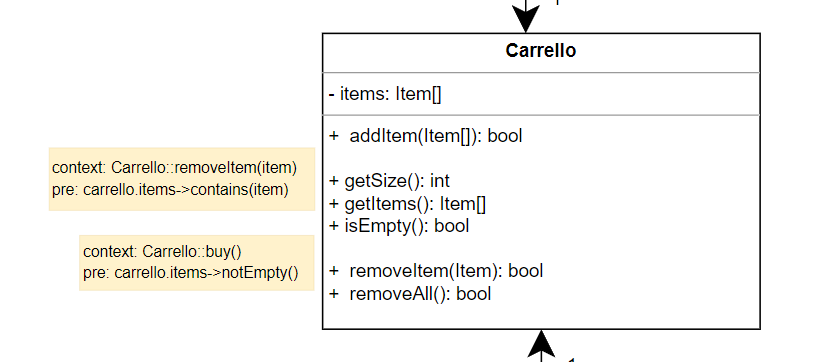 Carrello
- items: Item[]
+ addItem(Item[]): bool
context: Carrello::removeItem(item)
pre: carrello.items->contains(item)
+ getSize(): int
+ getItems(): Item[]
+ isEmpty(): bool
context: Carrello::buy()
pre: carrello.items->notEmpty()
+ removeItem(Item): bool
+ removeAll(): bool